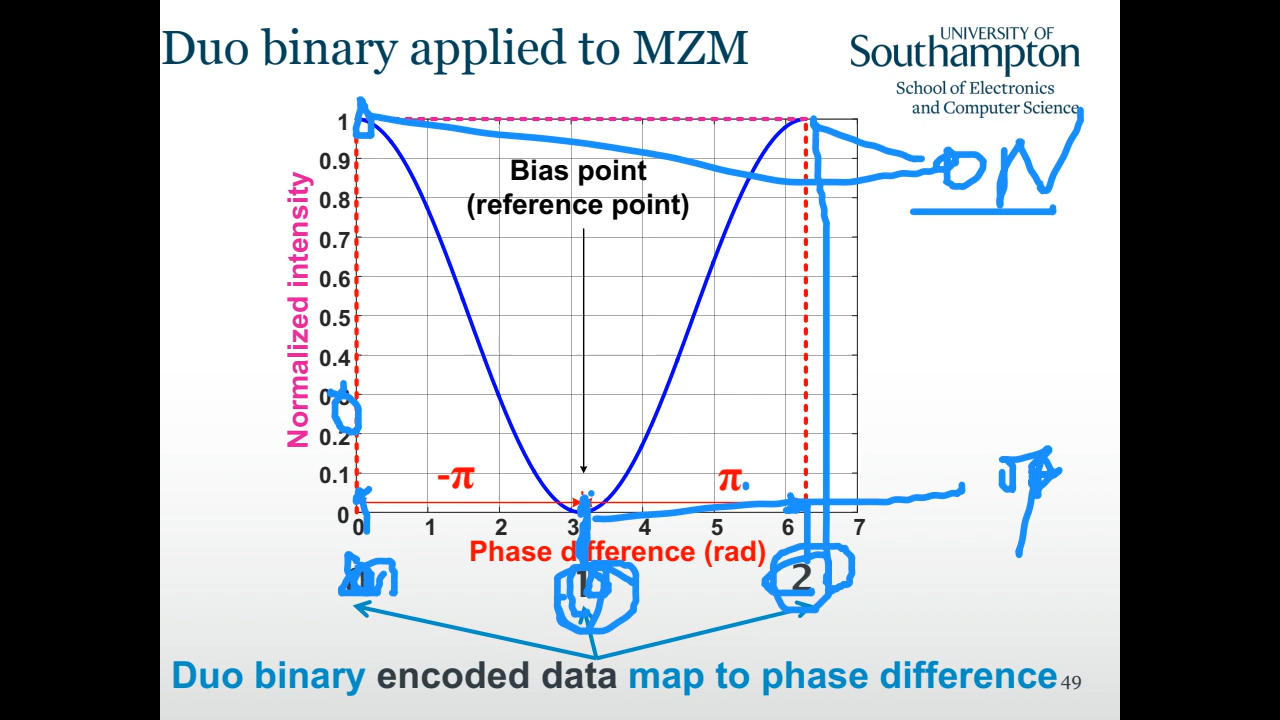 Duo binary applied to MZM
UNIVERSITY OF
Southampton
School of Electronics
and Computer Science
1
0.9
0.8
0.7
0.6
0.5
0.4
0.2
0.1
0
Normalized intensity
Bias point
(reference point)
ON
-π
π
0 1 2 3 4 5 6 7
Phase difference (rad)
1 2
Duo binary encoded data map to phase difference
49